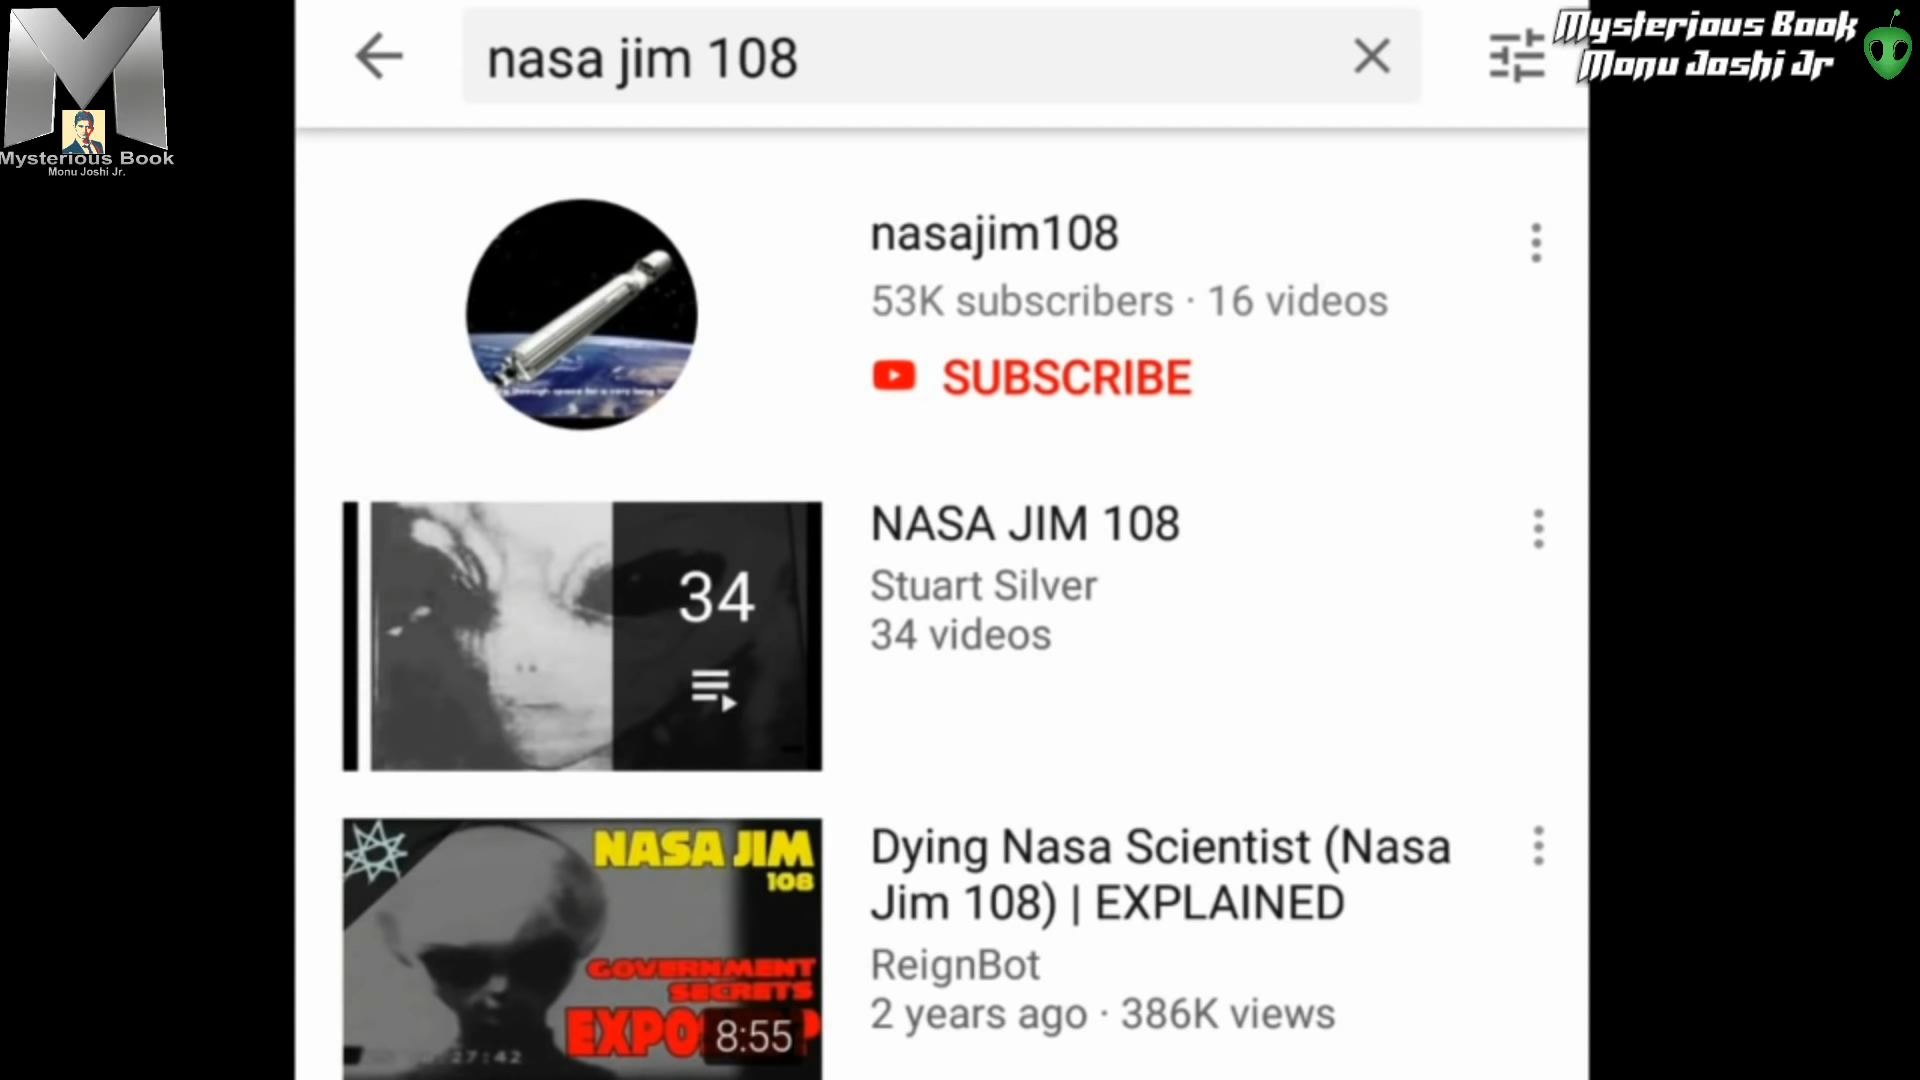 Mysterious Book
Monu Joshi Jr.
nasa jim 108
Mysterious Book
Monu Joshi Jr
nasajim108
53K subscribers · 16 videos
SUBSCRIBE
34
NASA JIM 108
Stuart Silver
34 videos
NASA JIM
108
GOVERNMENT
SECRETS
8:55
27:42
Dying Nasa Scientist (Nasa
Jim 108) | EXPLAINED
ReignBot
2 years ago · 386K views